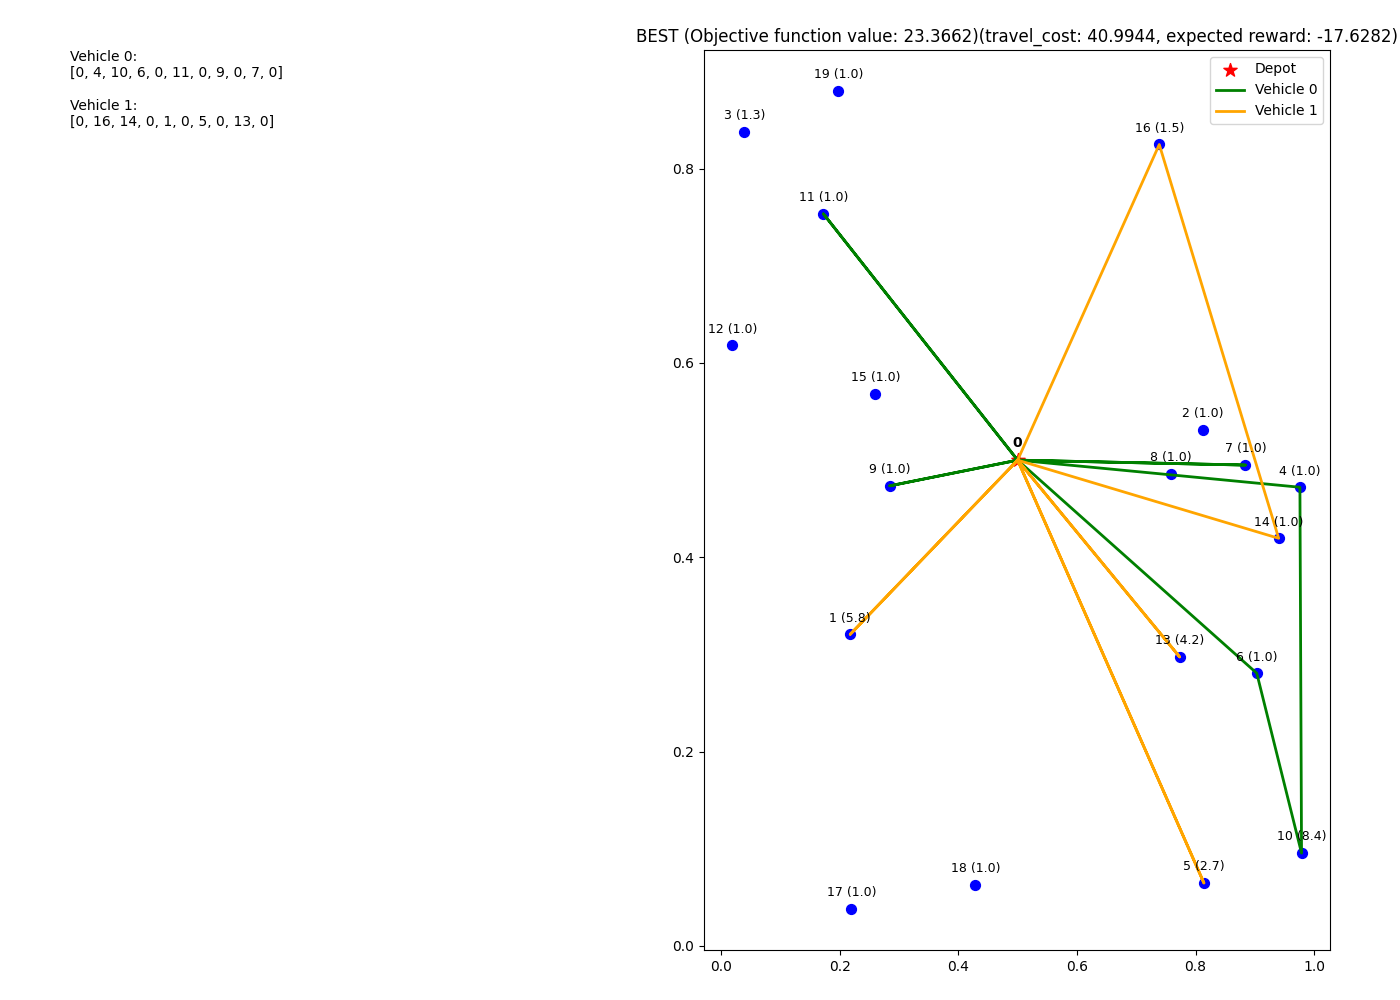 BEST (Objective function value: 23.3662)(travel_cost: 40.9944, expected reward: -17.6282)
Vehicle 0:
[0, 4, 10, 6, 0, 11, 0, 9, 0, 7, 0]
Vehicle 1:
[0, 16, 14, 0, 1, 0, 5, 0, 13, 0]
Depot
Vehicle 0
Vehicle 1
19 (1.0)
3 (1.3)
16 (1.5)
11 (1.0)
12 (1.0)
15 (1.0)
2 (1.0)
0
7 (1.0)
8 (1.0)
9 (1.0)
4 (1.0)
14 (1.0)
1 (5.8)
13 (4.2)
6 (1.0)
10 (8.4)
5 (2.7)
18 (1.0)
17 (1.0)
0.8
0.6
0.4
0.2
0.0
0.0 0.2 0.4 0.6 0.8 1.0